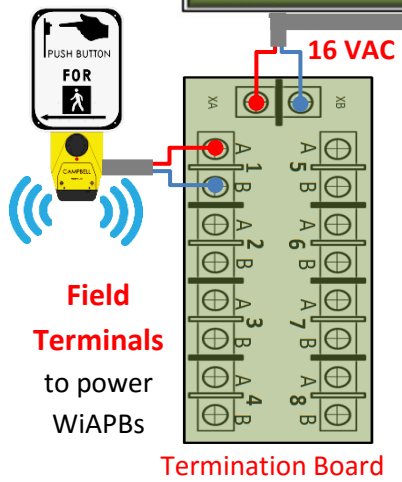 PUSH BUTTON
FOR
16 VAC
CAMPBELL
XA
XB
A
1
B
A
5
B
A
2
B
A
6
B
A
3
B
A
7
B
A
4
B
A
8
B
Field
Terminals
to power
WiAPBs
Termination Board